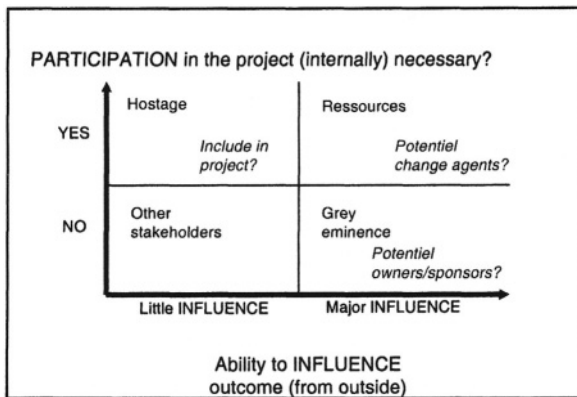 PARTICIPATION in the project (internally) necessary?
Hostage
Ressources
YES
Include in
project?
Potentiel
change agents?
NO
Other
stakeholders
Grey
eminence
Potentiel
owners/sponsors?
Little INFLUENCE
Major INFLUENCE
Ability to INFLUENCE
outcome (from outside)